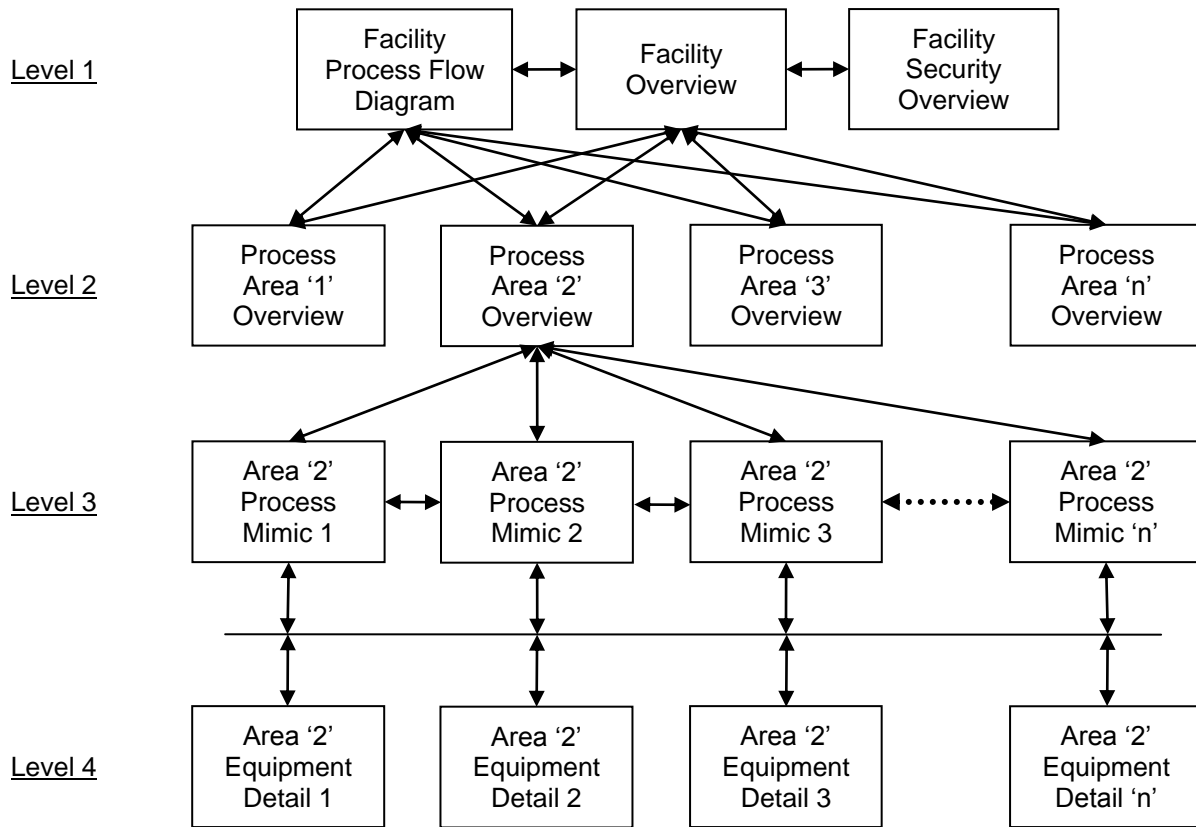 Level 1
Facility
Process Flow
Diagram
Facility
Overview
Facility
Security
Overview
Level 2
Process
Area ‘1’
Overview
Process
Area ‘2’
Overview
Process
Area ‘3’
Overview
Process
Area ‘n’
Overview
Level 3
Area ‘2’
Process
Mimic 1
Area ‘2’
Process
Mimic 2
Area ‘2’
Process
Mimic 3
Area ‘2’
Process
Mimic ‘n’
Level 4
Area ‘2’
Equipment
Detail 1
Area ‘2’
Equipment
Detail 2
Area ‘2’
Equipment
Detail 3
Area ‘2’
Equipment
Detail ‘n’